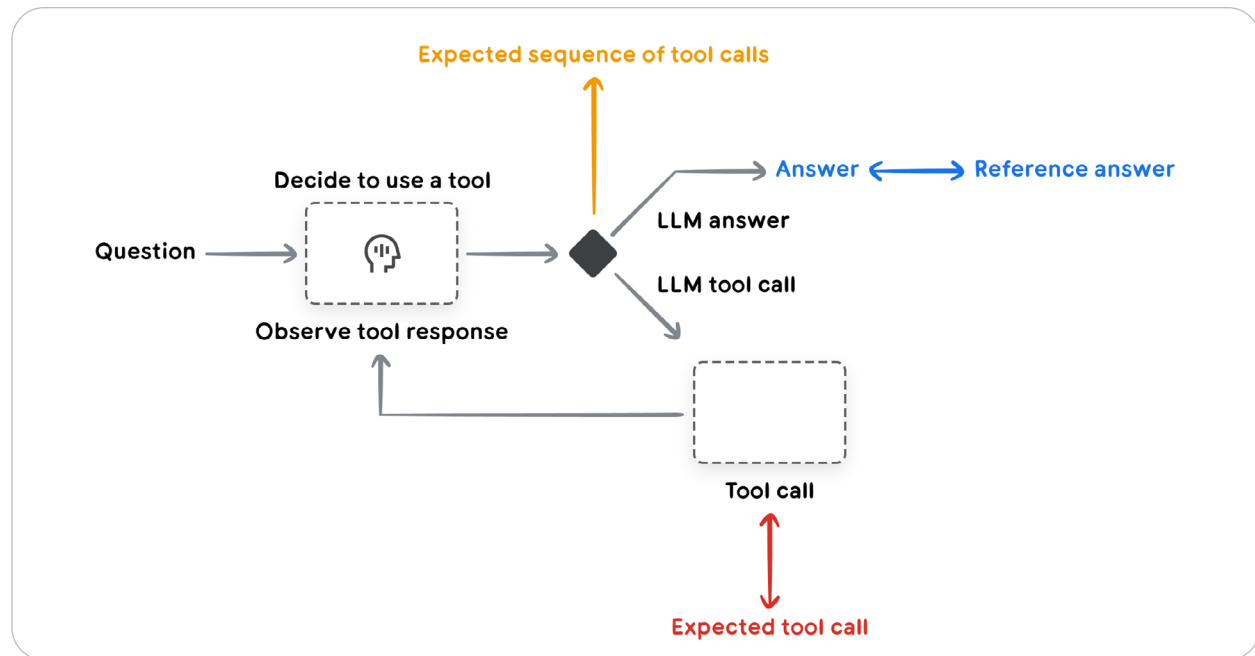 Expected sequence of tool calls
Answer
Reference answer
Decide to use a tool
LLM answer
Question
LLM tool call
Observe tool response
Tool call
Expected tool call